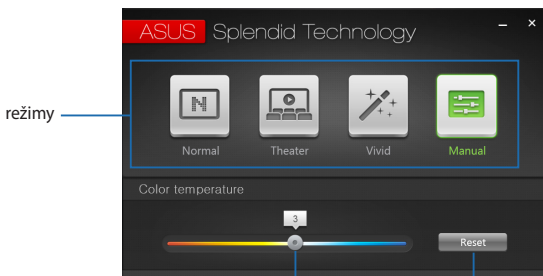 ASUS Splendid Technology
režimy
Normal Theater Vivid Manual
Color temperature
3
Reset